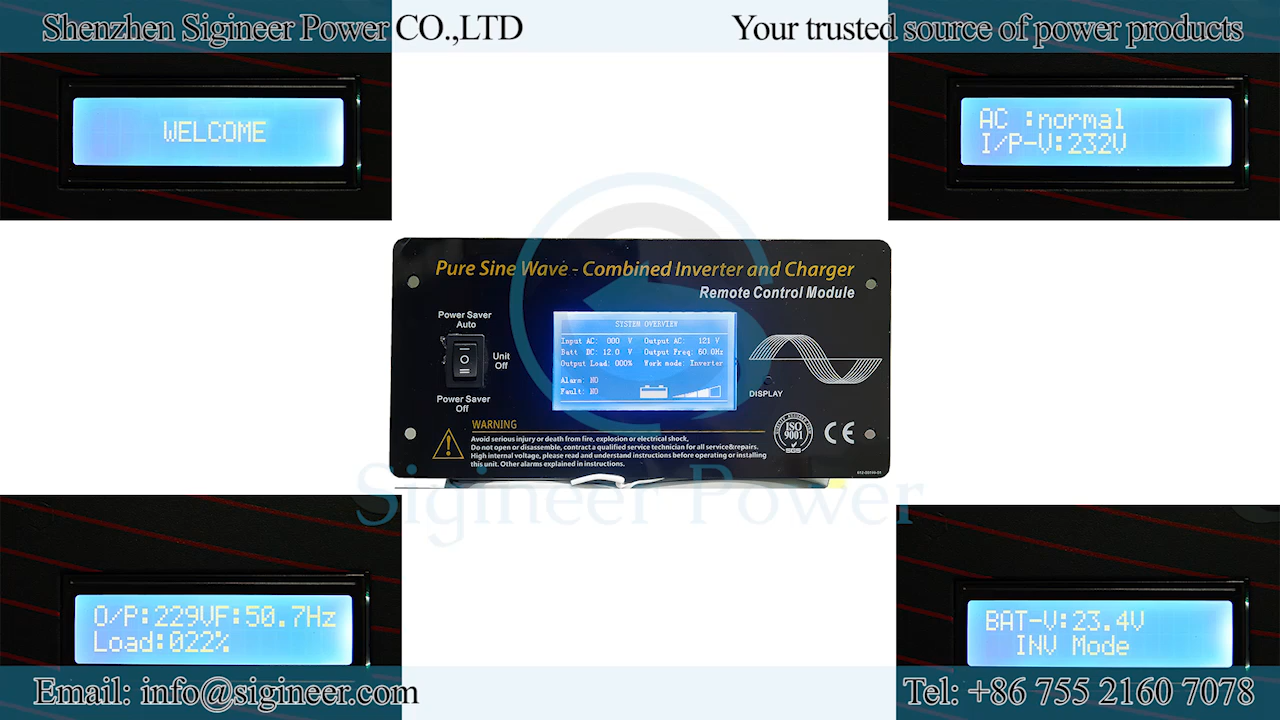 Shenzhen Sigineer Power CO.,LTD
Your trusted source of power products
WELCOME
AC :normal
I/P-V:232V
Pure Sine Wave - Combined Inverter and Charger
Remote Control Module
Power Saver
Auto
Unit
Off
Power Saver
Off
SYSTEM OVERVIEW
Input AC: 000 V Output AC: 121 V
Batt DC: 12.0 V Output Freq: 60.0Hz
Output Load: 000% Work mode: Inverter
Alarm: NO
Fault: NO
DISPLAY
WARNING
Avoid serious injury or death from fire, explosion or electrical shock,
Do not open or disassemble, contract a qualified service technician for all service&repairs.
High internal voltage, please read and understand instructions before operating or installing
this unit. Other alarms explained in instructions.
ISO
9001
SGS
CE
Sigineer Power
O/P:229VF:50.7Hz
Load:022%
BAT-V:23.4V
INV Mode
Email: info@sigineer.com
Tel: +86 755 2160 7078